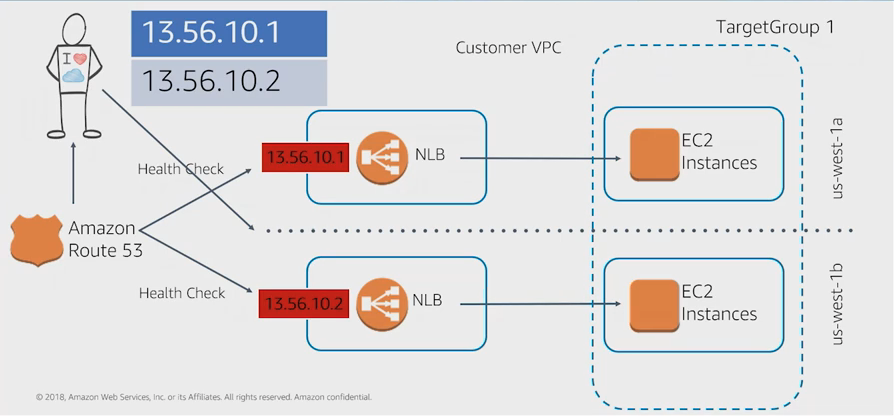 13.56.10.1
13.56.10.2
I
Customer VPC
TargetGroup 1
Health Check
13.56.10.1
NLB
EC2
Instances
us-west-1a
Amazon
Route 53
Health Check
13.56.10.2
NLB
EC2
Instances
us-west-1b
© 2018, Amazon Web Services, Inc. or its Affiliates. All rights reserved. Amazon confidential.